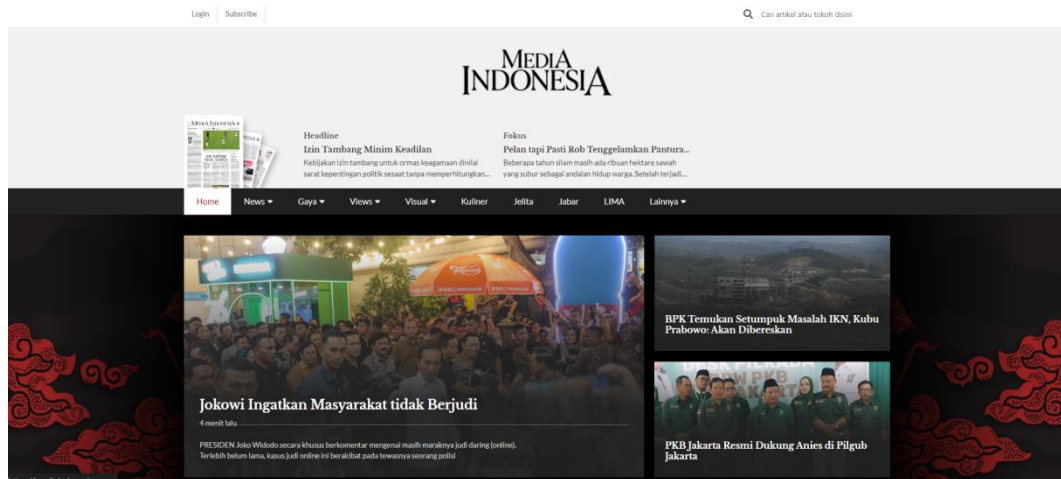 Login
Subscribe
Cari artikel atau tokoh disini
MEDIA
INDONESIA
Headline
Izin Tambang Minim Keadilan
Kebijakan Izin tambang untuk ormas keagamaan dinilai
sarat kepentingan politik sesaat tanpa memperhitungkan...
Fokus
Pelan tapi Pasti Rob Tenggelamkan Pantura...
Beberapa tahun silam masih ada ribuan hektare sawah
yang subur sebagai andalan hidup warga. Setelah terjadi...
Home News Gaya Views Visual Kuliner Jelita Jabar LIMA Lainnya
Jokowi Ingatkan Masyarakat tidak Berjudi
4 menit lalu
PRESIDEN Joko Widodo secara khusus berkomentar mengenai masih maraknya judi daring (online).
Terlebih belum lama, kasus judi online ini berakibat pada tewasnya seorang polisi
BPK Temukan Setumpuk Masalah IKN, Kubu
Prabowo: Akan Dibereskan
PKB Jakarta Resmi Dukung Anies di Pilgub
Jakarta